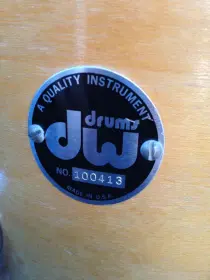 A QUALITY INSTRUMENT
drums
dw
NO. 100413
MADE IN U.S.A.